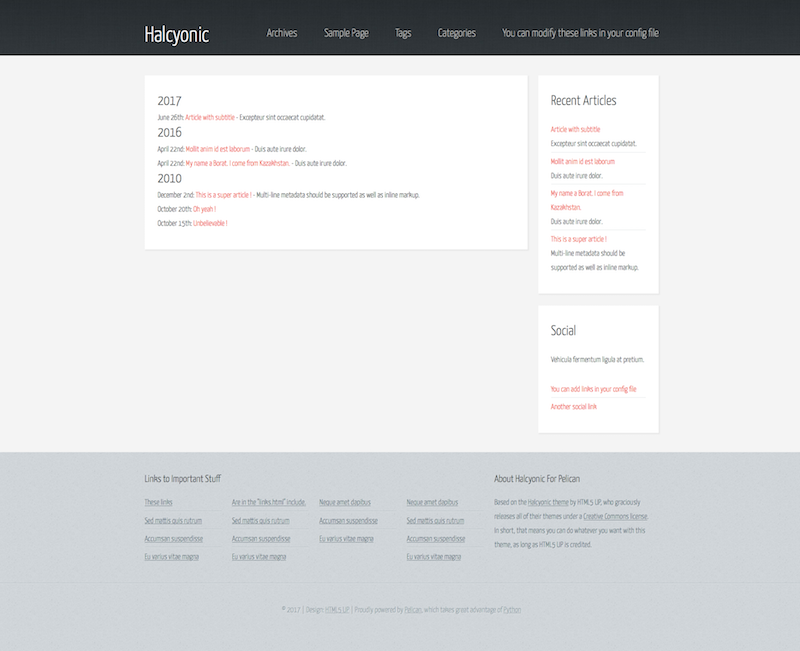 Halcyonic
Archives
Sample Page
Tags
Categories
You can modify these links in your config file
2017
June 26th: Article with subtitle - Excepteur sint occaecat cupidatat.
2016
April 22nd: Mollit anim id est laborum - Duis aute irure dolor.
April 22nd: My name a Borat. I come from Kazakhstan. - Duis aute irure dolor.
2010
December 2nd: This is a super article ! - Multi-line metadata should be supported as well as inline markup.
October 20th: Oh yeah !
October 15th: Unbelievable !
Recent Articles
Article with subtitle
Excepteur sint occaecat cupidatat.
Mollit anim id est laborum
Duis aute irure dolor.
My name a Borat. I come from
Kazakhstan.
Duis aute irure dolor.
This is a super article !
Multi-line metadata should be
supported as well as inline markup.
Social
Vehicula fermentum ligula at pretium.
You can add links in your config file
Another social link
Links to Important Stuff
These links
Sed mattis quis rutrum
Accumsan suspendisse
Eu varius vitae magna
Are in the "links.html" include.
Sed mattis quis rutrum
Accumsan suspendisse
Eu varius vitae magna
Neque amet dapibus
Accumsan suspendisse
Eu varius vitae magna
Neque amet dapibus
Sed mattis quis rutrum
Accumsan suspendisse
Eu varius vitae magna
About Halcyonic For Pelican
Based on the Halcyonic theme by HTML5 UP, who graciously
releases all of their themes under a Creative Commons license.
In short, that means you can do whatever you want with this
theme, as long as HTML5 UP is credited.
© 2017 | Design: HTML5 UP | Proudly powered by Pelican, which takes great advantage of Python